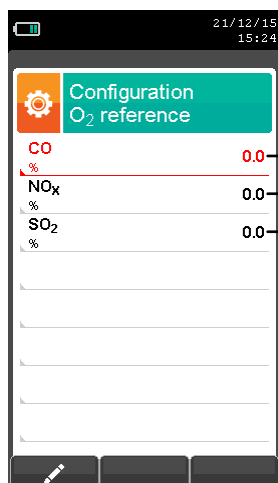 21/12/15
15:24
Configuration
O₂ reference
CO
%
0.0
NOx
%
0.0
SO₂
%
0.0